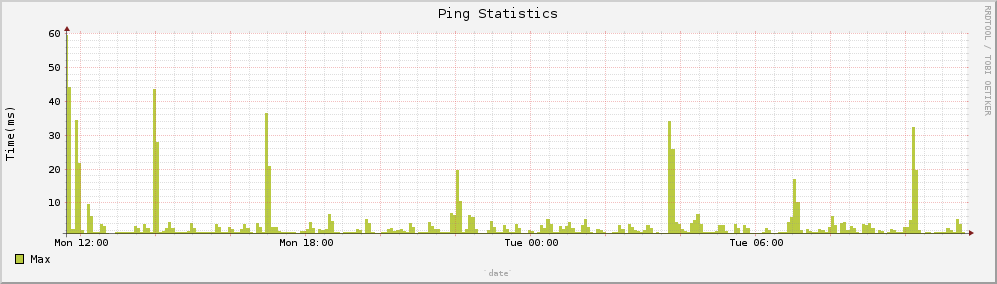 Ping Statistics
RRDTOOL / TOBI OETIKER
Time(ms)
60
50
40
30
20
10
Mon 12:00 Mon 18:00 Tue 00:00 Tue 06:00
Max
`date`